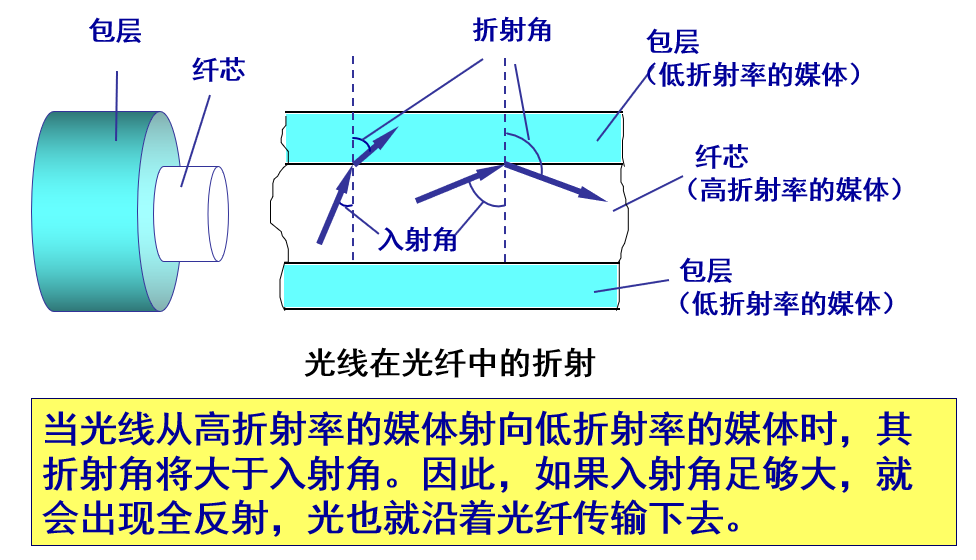 包层
纤芯
折射角
包层
（低折射率的媒体）
纤芯
（高折射率的媒体）
入射角
包层
（低折射率的媒体）
光线在光纤中的折射
当光线从高折射率的媒体射向低折射率的媒体时，其
折射角将大于入射角。因此，如果入射角足够大，就
会出现全反射，光也就沿着光纤传输下去。